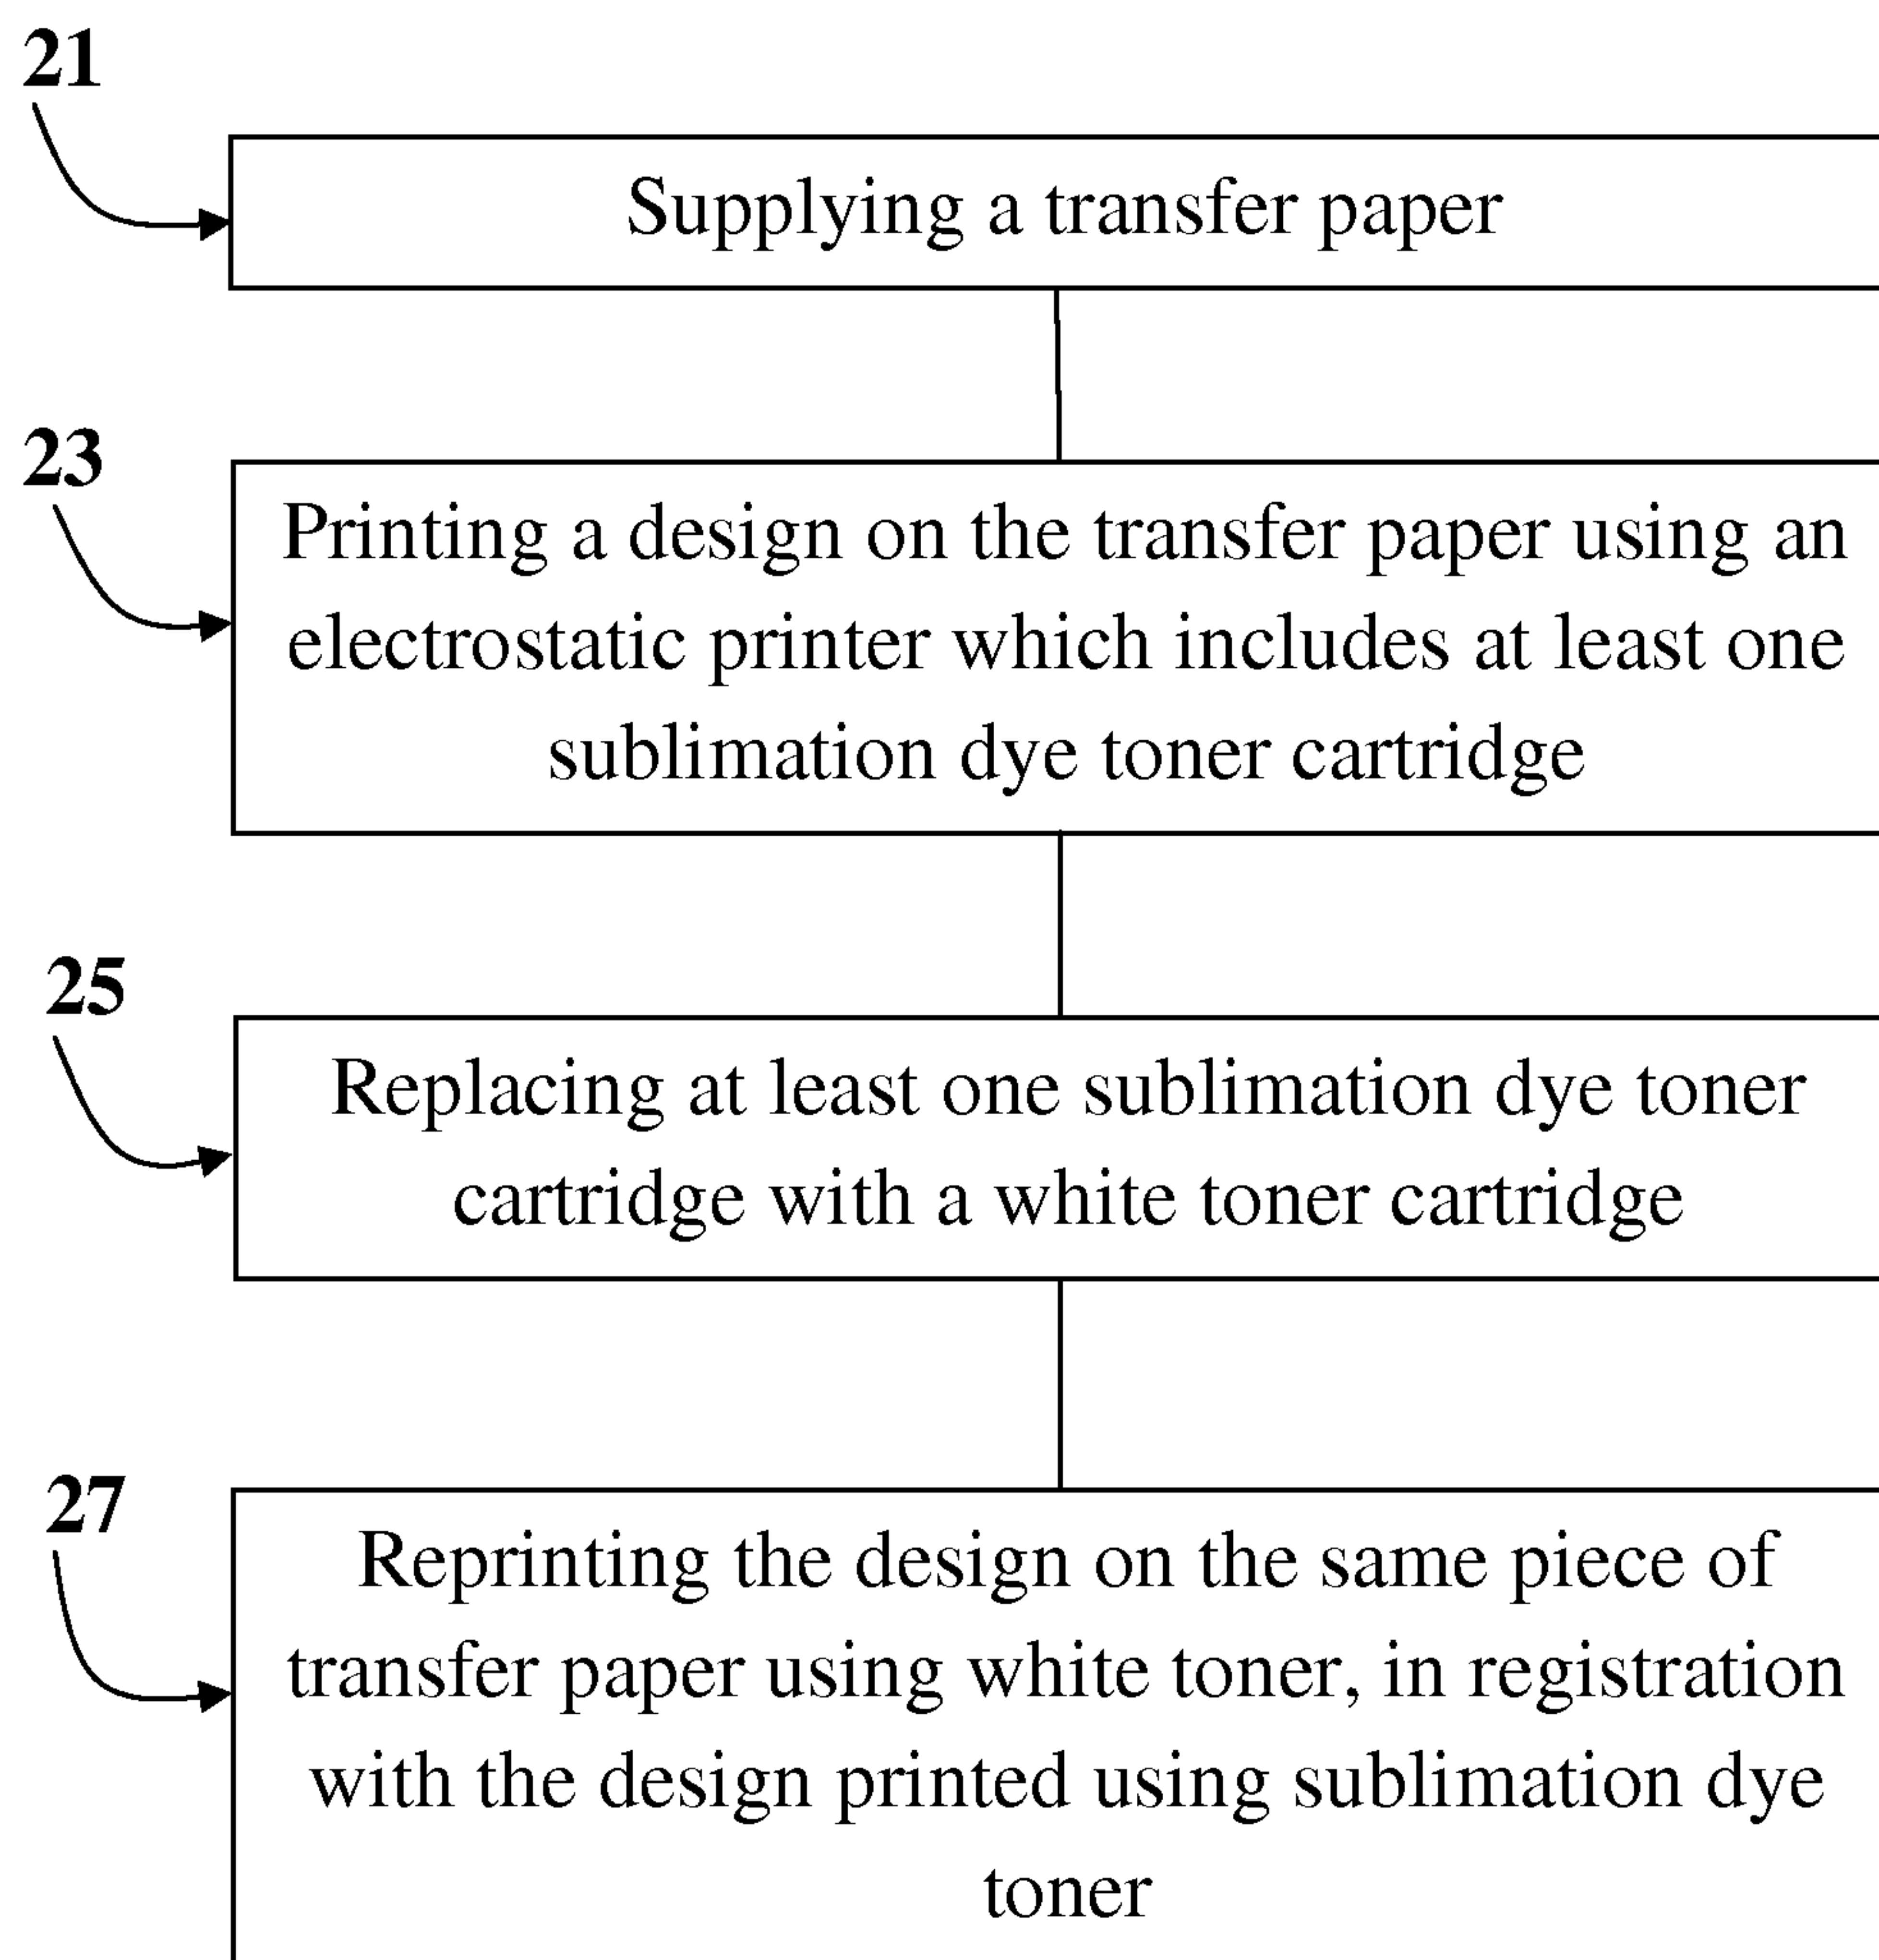 21
Supplying a transfer paper
23
Printing a design on the transfer paper using an
electrostatic printer which includes at least one
sublimation dye toner cartridge
25
Replacing at least one sublimation dye toner
cartridge with a white toner cartridge
27
Reprinting the design on the same piece of
transfer paper using white toner, in registration
with the design printed using sublimation dye
toner